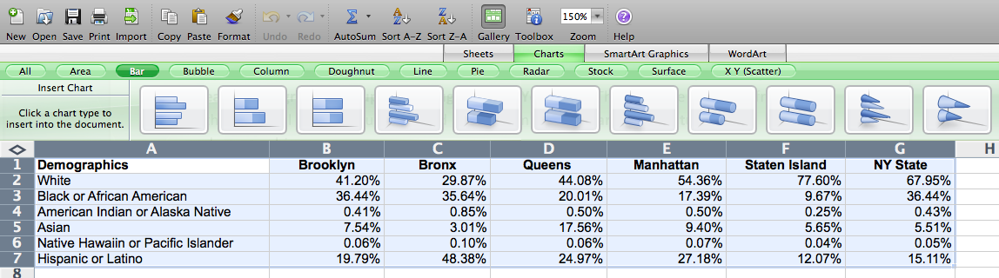 New Open Save Print Import Copy Paste Format Undo Redo AutoSum Sort A-Z Sort Z-A Gallery Toolbox 150% Zoom Help
Sheets Charts SmartArt Graphics WordArt
All Area Bar Bubble Column Doughnut Line Pie Radar Stock Surface X Y (Scatter)
Insert Chart
Click a chart type to
insert into the document.
A B C D E F G H
1 Demographics Brooklyn Bronx Queens Manhattan Staten Island NY State
2 White 41.20% 29.87% 44.08% 54.36% 77.60% 67.95%
3 Black or African American 36.44% 35.64% 20.01% 17.39% 9.67% 36.44%
4 American Indian or Alaska Native 0.41% 0.85% 0.50% 0.50% 0.25% 0.43%
5 Asian 7.54% 3.01% 17.56% 9.40% 5.65% 5.51%
6 Native Hawaiin or Pacific Islander 0.06% 0.10% 0.06% 0.07% 0.04% 0.05%
7 Hispanic or Latino 19.79% 48.38% 24.97% 27.18% 12.07% 15.11%
8